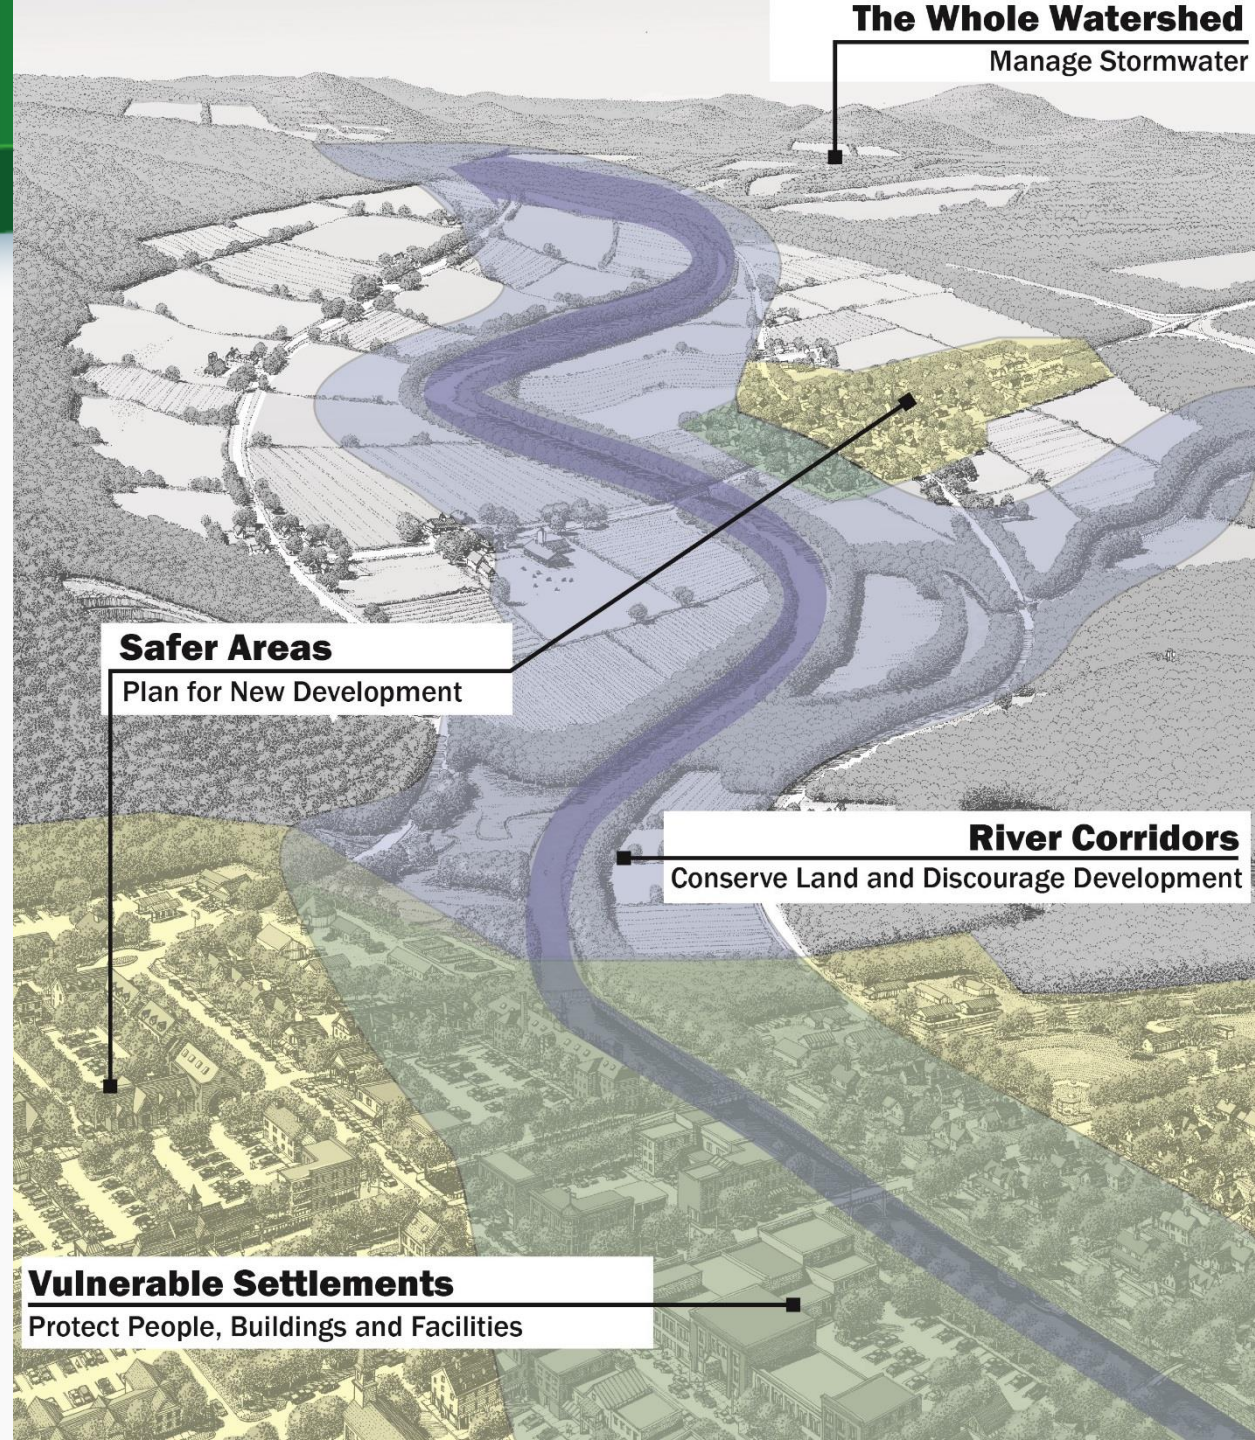 The Whole Watershed
Manage Stormwater
Safer Areas
Plan for New Development
River Corridors
Conserve Land and Discourage Development
Vulnerable Settlements
Protect People, Buildings and Facilities